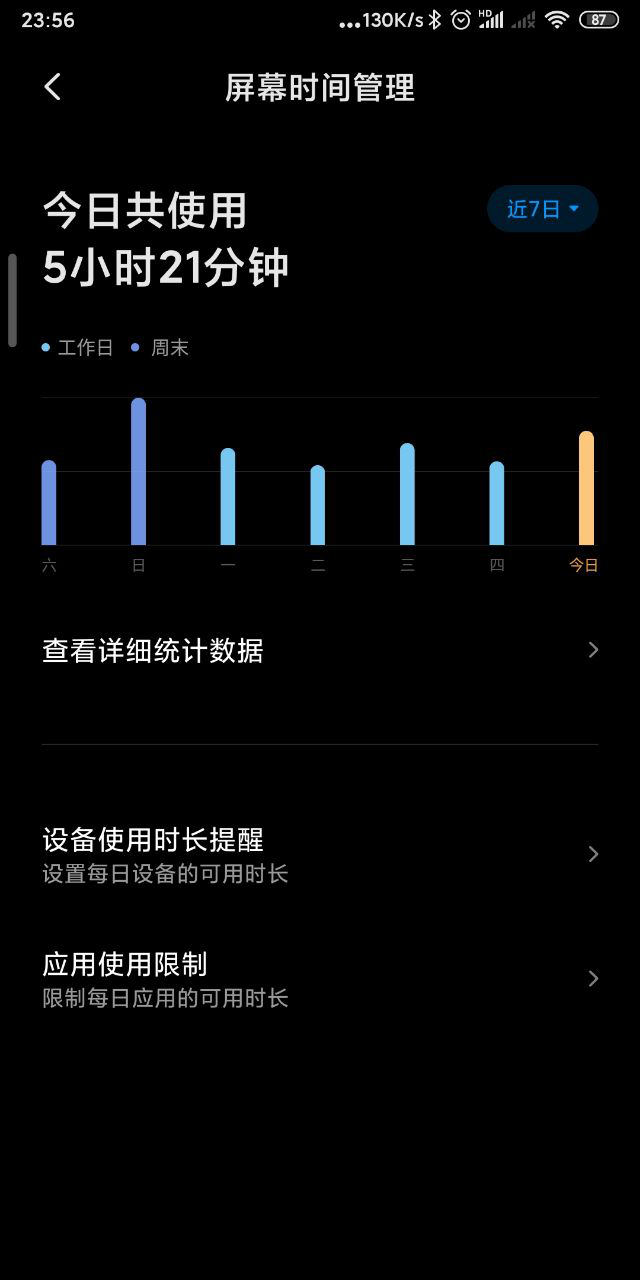 23:56 ...130K/s HD 87
屏幕时间管理
今日共使用
5小时21分钟
近7日
工作日 周末
六 日 一 二 三 四 今日
查看详细统计数据
设备使用时长提醒
设置每日设备的可用时长
应用使用限制
限制每日应用的可用时长